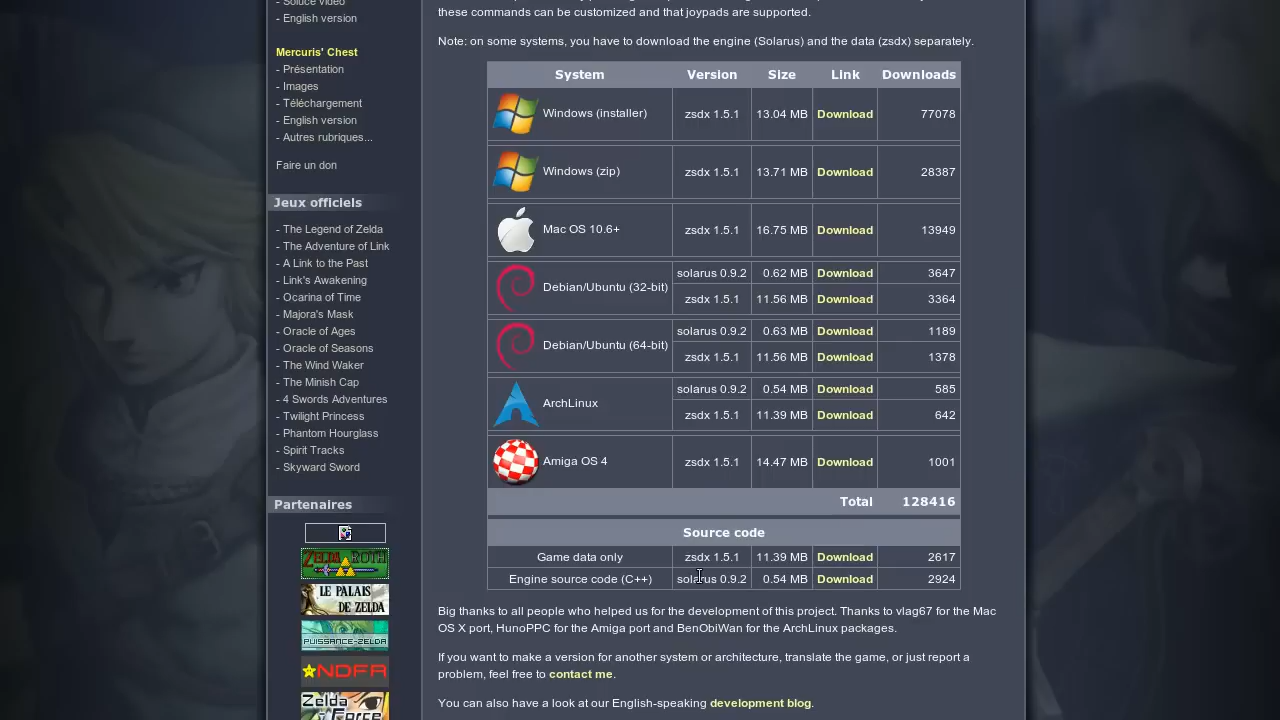 - Soluce vidéo
- English version
Mercuris' Chest
- Présentation
- Images
- Téléchargement
- English version
- Autres rubriques...
Faire un don
Jeux officiels
- The Legend of Zelda
- The Adventure of Link
- A Link to the Past
- Link's Awakening
- Ocarina of Time
- Majora's Mask
- Oracle of Ages
- Oracle of Seasons
- The Wind Waker
- The Minish Cap
- 4 Swords Adventures
- Twilight Princess
- Phantom Hourglass
- Spirit Tracks
- Skyward Sword
Partenaires
ZELDA ROTH
LE PALAIS
DE ZELDA
PUISSANCE-ZELDA
NDFA
Zelda
Force
these commands can be customized and that joypads are supported.
Note: on some systems, you have to download the engine (Solarus) and the data (zsdx) separately.
System Version Size Link Downloads
Windows (installer) zsdx 1.5.1 13.04 MB Download 77078
Windows (zip) zsdx 1.5.1 13.71 MB Download 28387
Mac OS 10.6+ zsdx 1.5.1 16.75 MB Download 13949
Debian/Ubuntu (32-bit) solarus 0.9.2 0.62 MB Download 3647
zsdx 1.5.1 11.56 MB Download 3364
Debian/Ubuntu (64-bit) solarus 0.9.2 0.63 MB Download 1189
zsdx 1.5.1 11.56 MB Download 1378
ArchLinux solarus 0.9.2 0.54 MB Download 585
zsdx 1.5.1 11.39 MB Download 642
Amiga OS 4 zsdx 1.5.1 14.47 MB Download 1001
Total 128416
Source code
Game data only zsdx 1.5.1 11.39 MB Download 2617
Engine source code (C++) solarus 0.9.2 0.54 MB Download 2924
Big thanks to all people who helped us for the development of this project. Thanks to vlag67 for the Mac
OS X port, HunoPPC for the Amiga port and BenObiWan for the ArchLinux packages.
If you want to make a version for another system or architecture, translate the game, or just report a
problem, feel free to contact me.
You can also have a look at our English-speaking development blog.